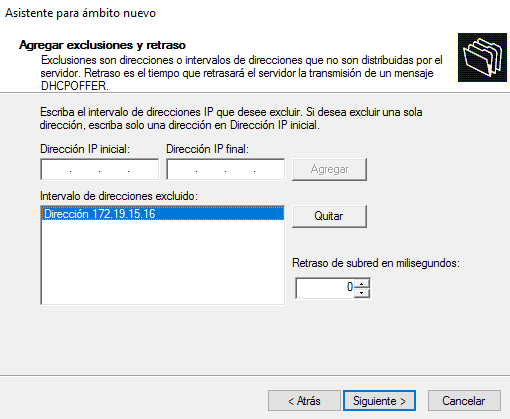 Asistente para ámbito nuevo
Agregar exclusiones y retraso
Exclusiones son direcciones o intervalos de direcciones que no son distribuidas por el
servidor. Retraso es el tiempo que retrasará el servidor la transmisión de un mensaje
DHCPOFFER.
Escriba el intervalo de direcciones IP que desee excluir. Si desea excluir una sola
dirección, escriba solo una dirección en Dirección IP inicial.
Dirección IP inicial: Dirección IP final:
. . . . . . Agregar
Intervalo de direcciones excluido:
Dirección 172.19.15.16 Quitar
Retraso de subred en milisegundos:
0
< Atrás Siguiente > Cancelar